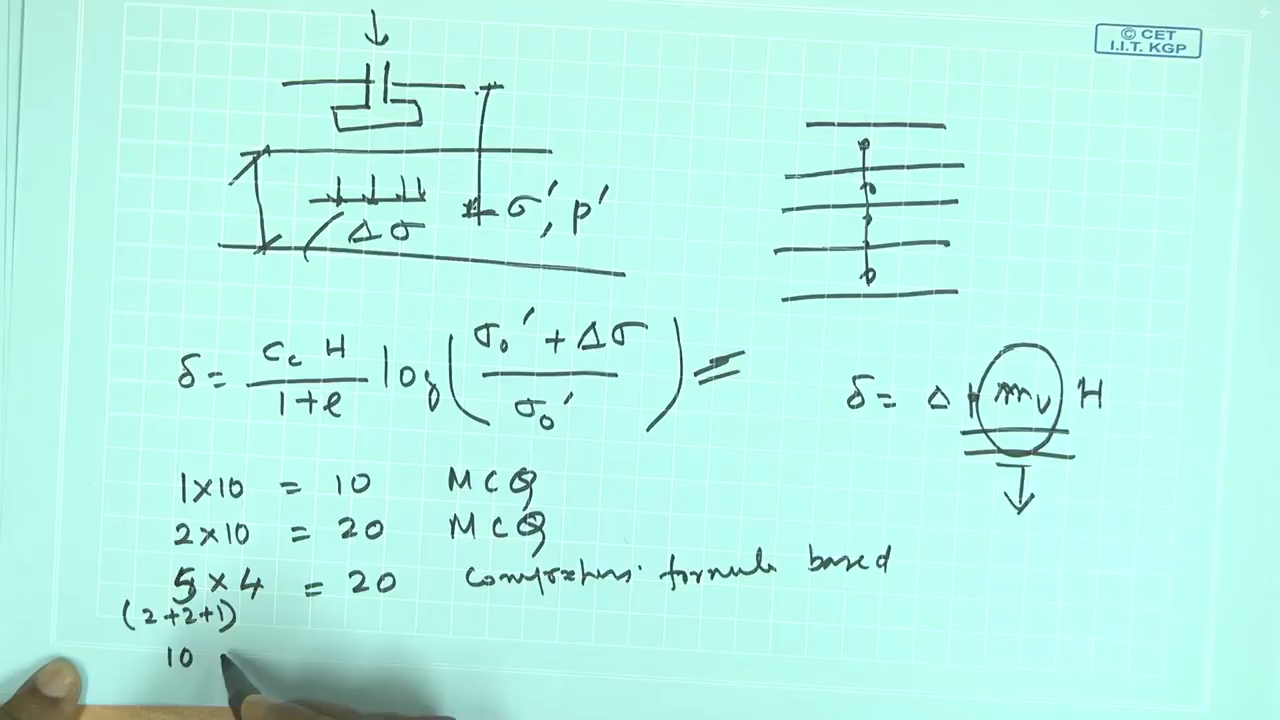 © CET
I.I.T. KGP
σ', p'
Δσ
δ = Cc H / 1+e log (σ₀' + Δσ / σ₀')
δ = Δ mᵥ H
1×10 = 10 MCQ
2×10 = 20 MCQ
5×4 = 20 formula based
(2+2+1)
10